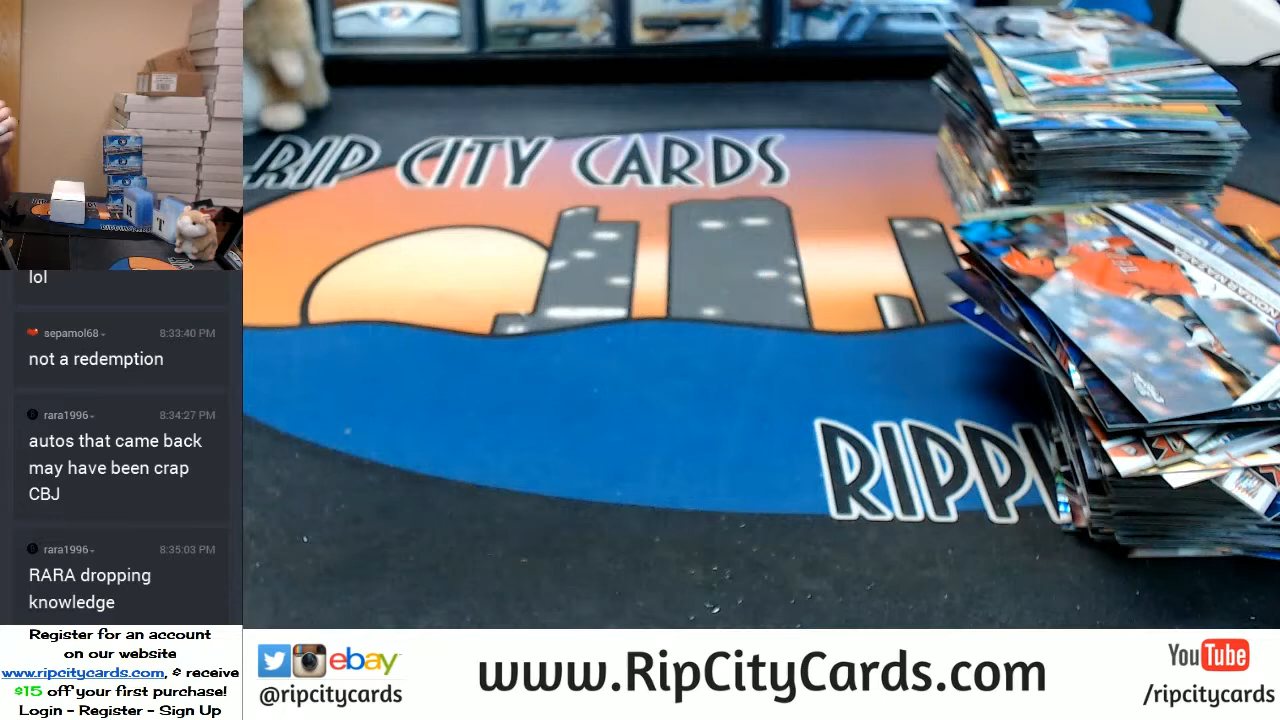 RIP CITY CARDS
RIPPI
R
T
lol
sepamol68
8:33:40 PM
not a redemption
rara1996
8:34:27 PM
autos that came back
may have been crap
CBJ
rara1996
8:35:03 PM
RARA dropping
knowledge
Register for an account
on our website
www.ripcitycards.com, & receive
$15 off your first purchase!
Login - Register - Sign Up
ebay
@ripcitycards
www.RipCityCards.com
YouTube
/ripcitycards
NOMAR MAZARA